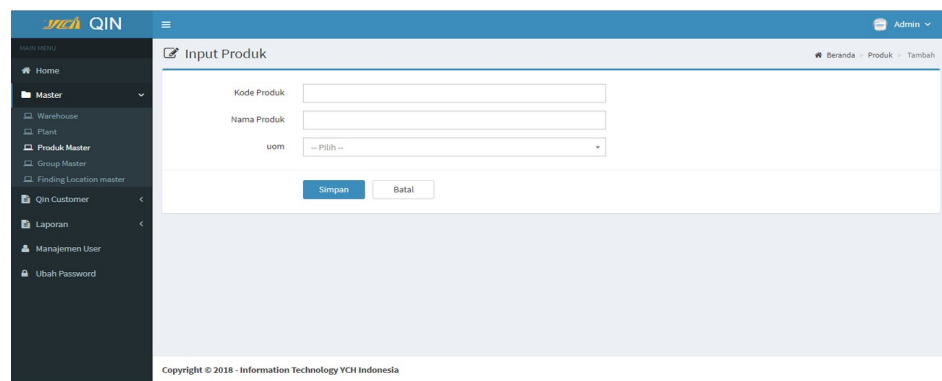 ych QIN
Admin
MAIN MENU
Input Produk
Beranda > Produk > Tambah
Home
Master
Kode Produk
Warehouse
Nama Produk
Plant
Produk Master
uom
-- Pilih --
Group Master
Finding Location master
Simpan
Batal
Qin Customer
Laporan
Manajemen User
Ubah Password
Copyright © 2018 - Information Technology YCH Indonesia